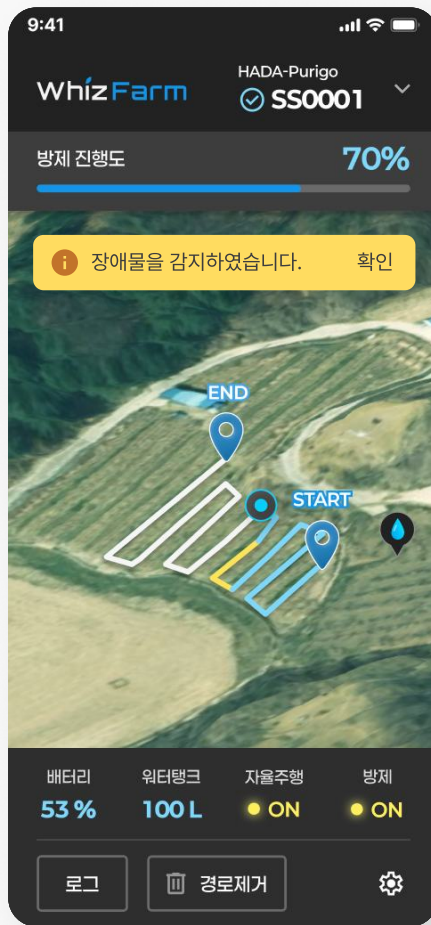 9:41
WhizFarm
HADA-Purigo
SS0001
방제 진행도
70%
장애물을 감지하였습니다. 확인
END
START
배터리 워터탱크 자율주행 방제
53 % 100 L ON ON
로그 경로제거